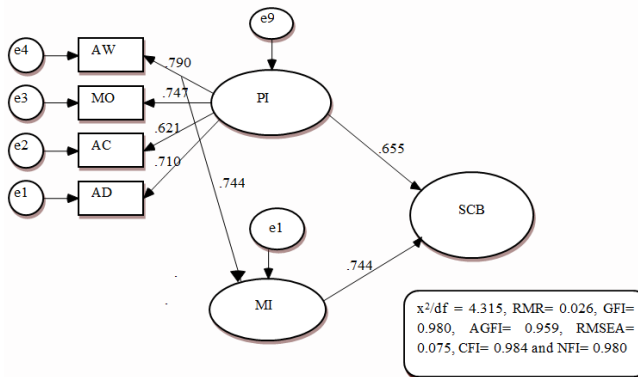 e9
e4
AW
.790
e3
MO
.747
PI
e2
AC
.621
e1
AD
.710
.655
.744
SCB
e1
MI
.744
x²/df = 4.315, RMR= 0.026, GFI=
0.980, AGFI= 0.959, RMSEA=
0.075, CFI= 0.984 and NFI= 0.980